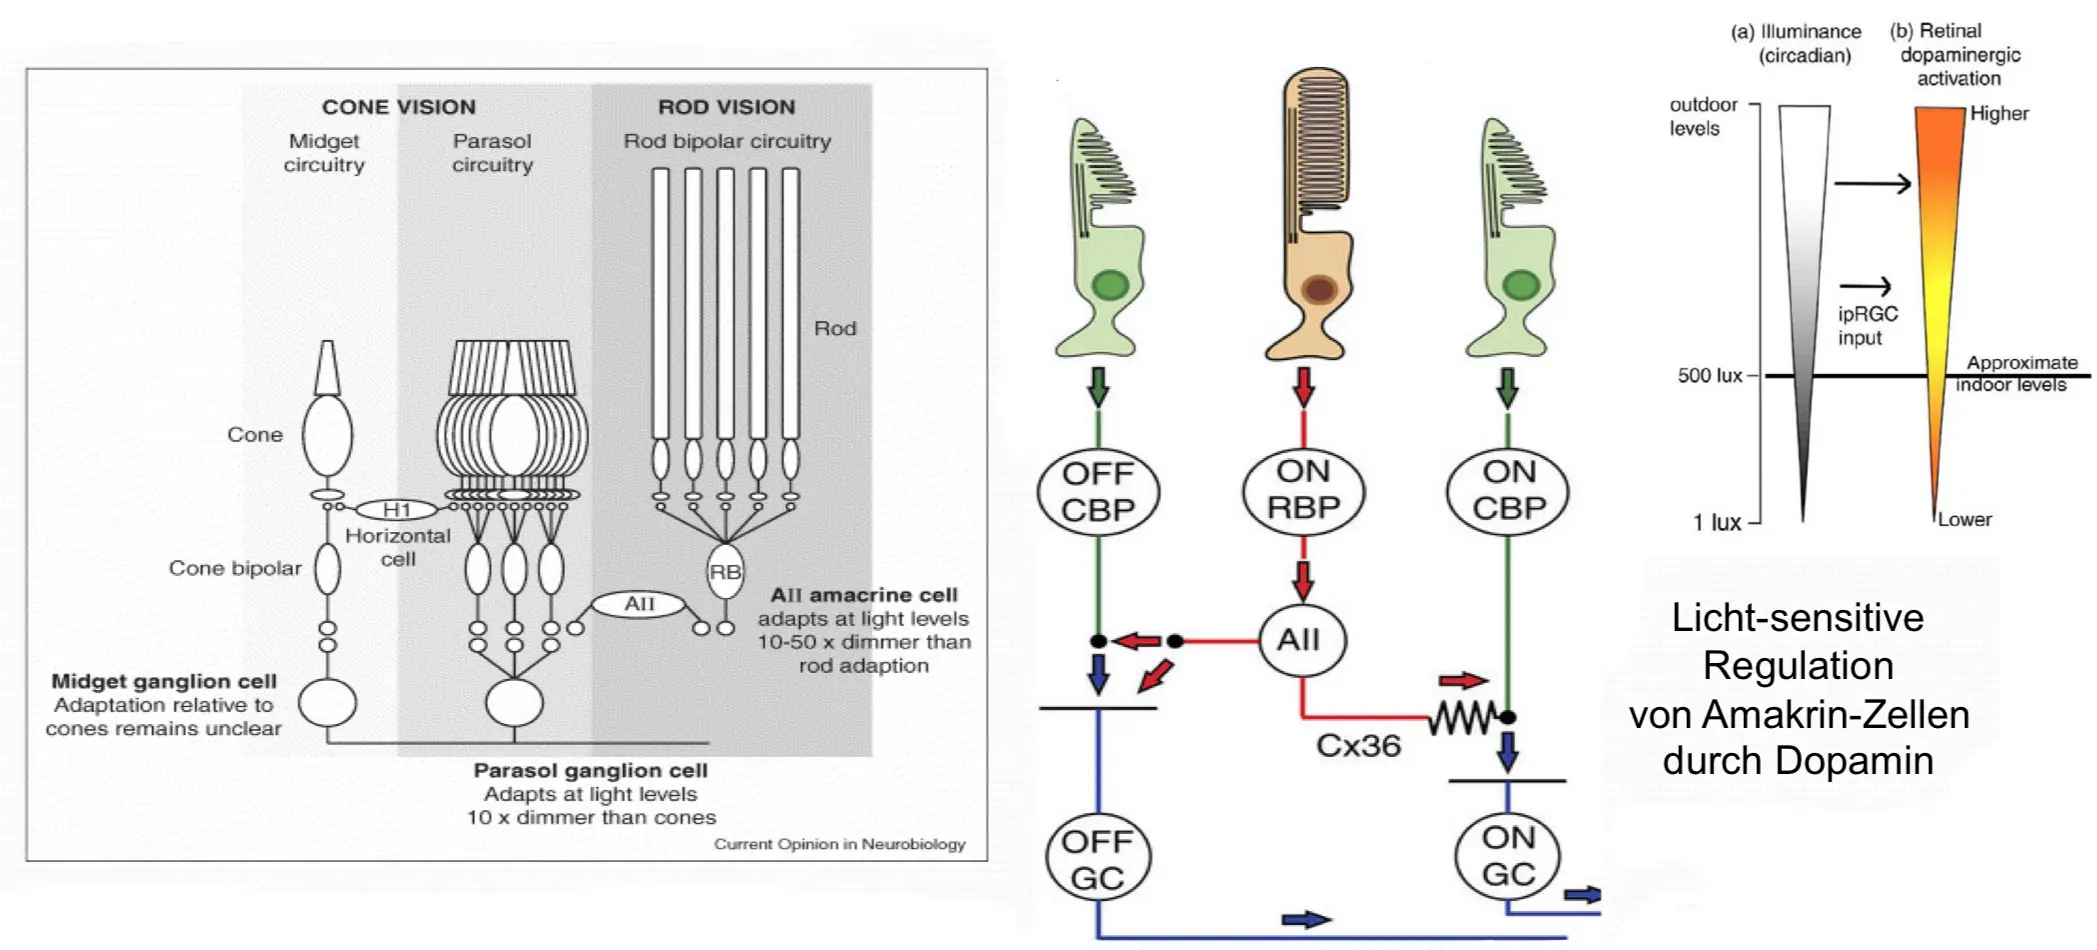 CONE VISION
Midget
circuitry
Parasol
circuitry
ROD VISION
Rod bipolar circuitry
Rod
Cone
H1
Horizontal
cell
Cone bipolar
RB
AII
AII amacrine cell
adapts at light levels
10-50 x dimmer than
rod adaption
Midget ganglion cell
Adaptation relative to
cones remains unclear
Parasol ganglion cell
Adapts at light levels
10 x dimmer than cones
Current Opinion in Neurobiology
OFF
CBP
ON
RBP
ON
CBP
AII
Cx36
OFF
GC
ON
GC
(a) Illuminance
(circadian)
(b) Retinal
dopaminergic
activation
outdoor
levels
Higher
ipRGC
input
500 lux
Approximate
indoor levels
1 lux
Lower
Licht-sensitive
Regulation
von Amakrin-Zellen
durch Dopamin